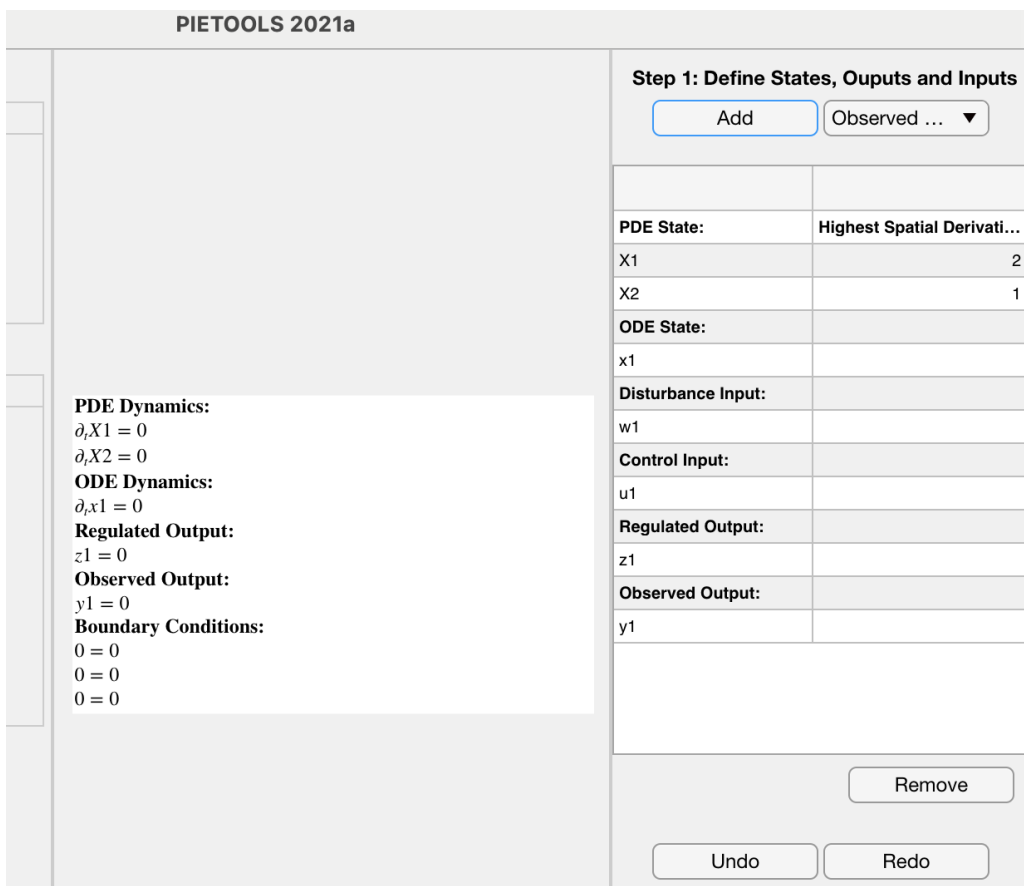 PIETOOLS 2021a
PDE Dynamics:
∂ₜX1 = 0
∂ₜX2 = 0
ODE Dynamics:
∂ₜx1 = 0
Regulated Output:
z1 = 0
Observed Output:
y1 = 0
Boundary Conditions:
0 = 0
0 = 0
0 = 0
Step 1: Define States, Ouputs and Inputs
Add Observed ... ▼
PDE State: Highest Spatial Derivati...
X1 2
X2 1
ODE State:
x1
Disturbance Input:
w1
Control Input:
u1
Regulated Output:
z1
Observed Output:
y1
Remove
Undo Redo